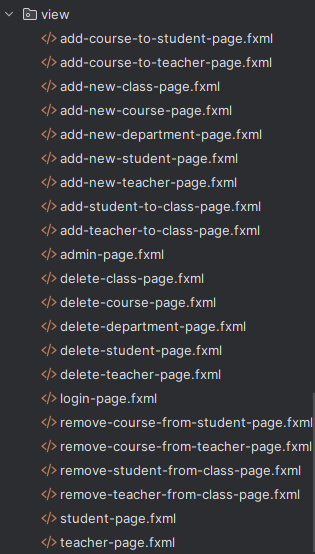 view
add-course-to-student-page.fxml
add-course-to-teacher-page.fxml
add-new-class-page.fxml
add-new-course-page.fxml
add-new-department-page.fxml
add-new-student-page.fxml
add-new-teacher-page.fxml
add-student-to-class-page.fxml
add-teacher-to-class-page.fxml
admin-page.fxml
delete-class-page.fxml
delete-course-page.fxml
delete-department-page.fxml
delete-student-page.fxml
delete-teacher-page.fxml
login-page.fxml
remove-course-from-student-page.fxml
remove-course-from-teacher-page.fxml
remove-student-from-class-page.fxml
remove-teacher-from-class-page.fxml
student-page.fxml
teacher-page.fxml